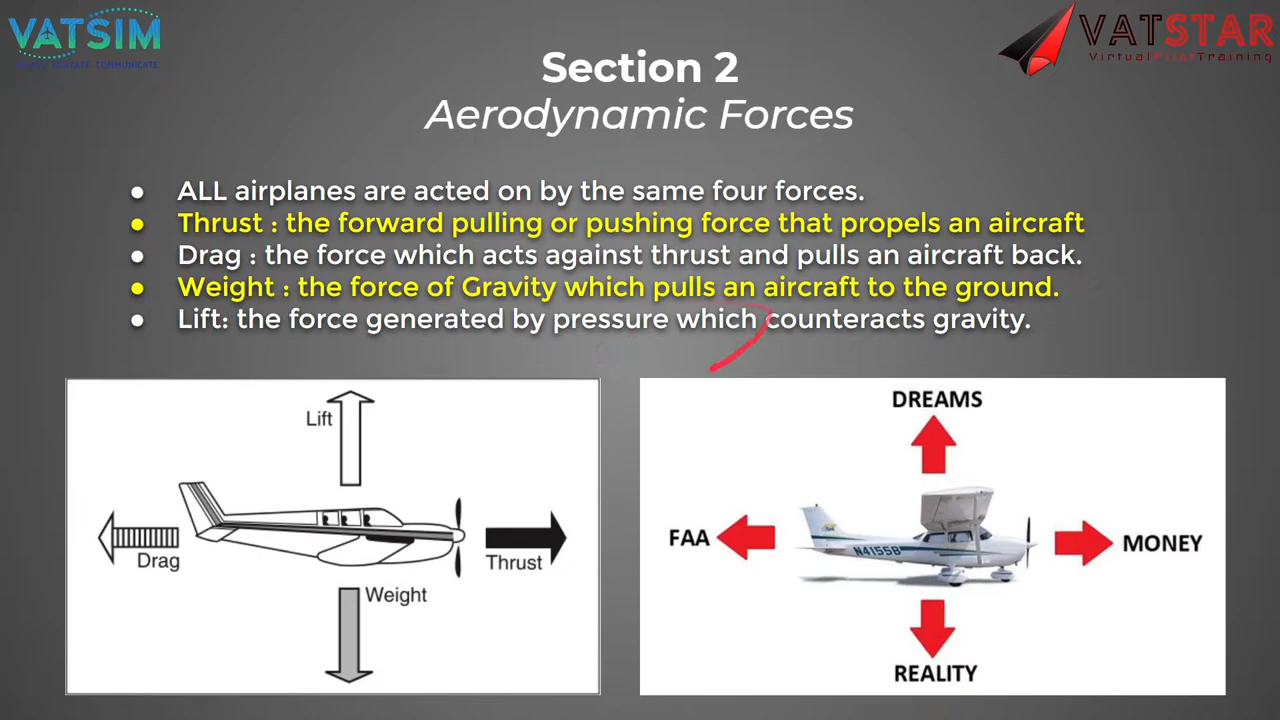 VATSIM
VATSTAR
VirtualPilotTraining
Section 2
Aerodynamic Forces
● ALL airplanes are acted on by the same four forces.
● Thrust : the forward pulling or pushing force that propels an aircraft
● Drag : the force which acts against thrust and pulls an aircraft back.
● Weight : the force of Gravity which pulls an aircraft to the ground.
● Lift: the force generated by pressure which counteracts gravity.
Lift
Drag
Thrust
Weight
DREAMS
FAA
N4155B
MONEY
REALITY